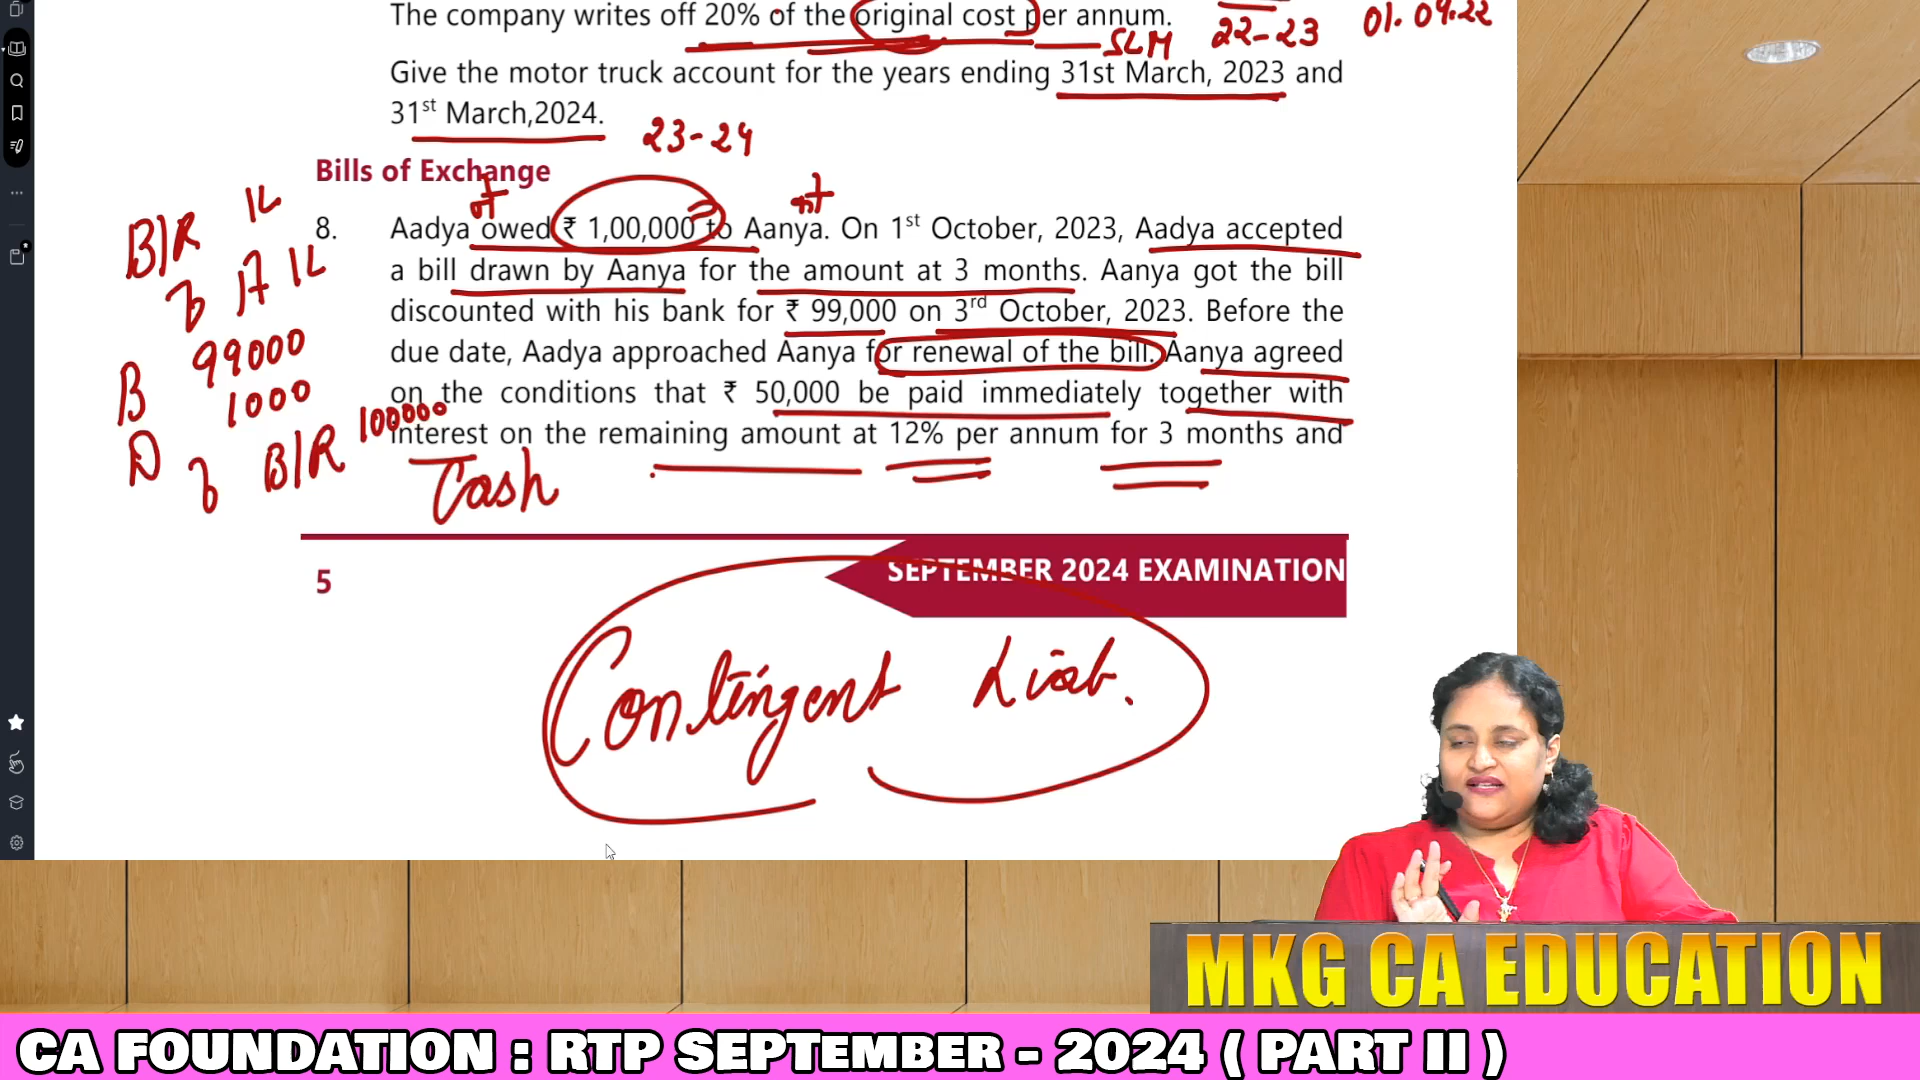 The company writes off 20% of the original cost per annum.
SLM
22-23
01.04.22
Give the motor truck account for the years ending 31st March, 2023 and
31st March,2024.
23-24
Bills of Exchange
8. Aadya owed ₹ 1,00,000 to Aanya. On 1st October, 2023, Aadya accepted
a bill drawn by Aanya for the amount at 3 months. Aanya got the bill
discounted with his bank for ₹ 99,000 on 3rd October, 2023. Before the
due date, Aadya approached Aanya for renewal of the bill. Aanya agreed
on the conditions that ₹ 50,000 be paid immediately together with
interest on the remaining amount at 12% per annum for 3 months and
B/R 1L
To A 1L
B 99000
D 1000
To B/R 100000
Cash
5
SEPTEMBER 2024 EXAMINATION
Contingent Liab.
MKG CA EDUCATION
CA FOUNDATION : RTP SEPTEMBER - 2024 ( PART II )